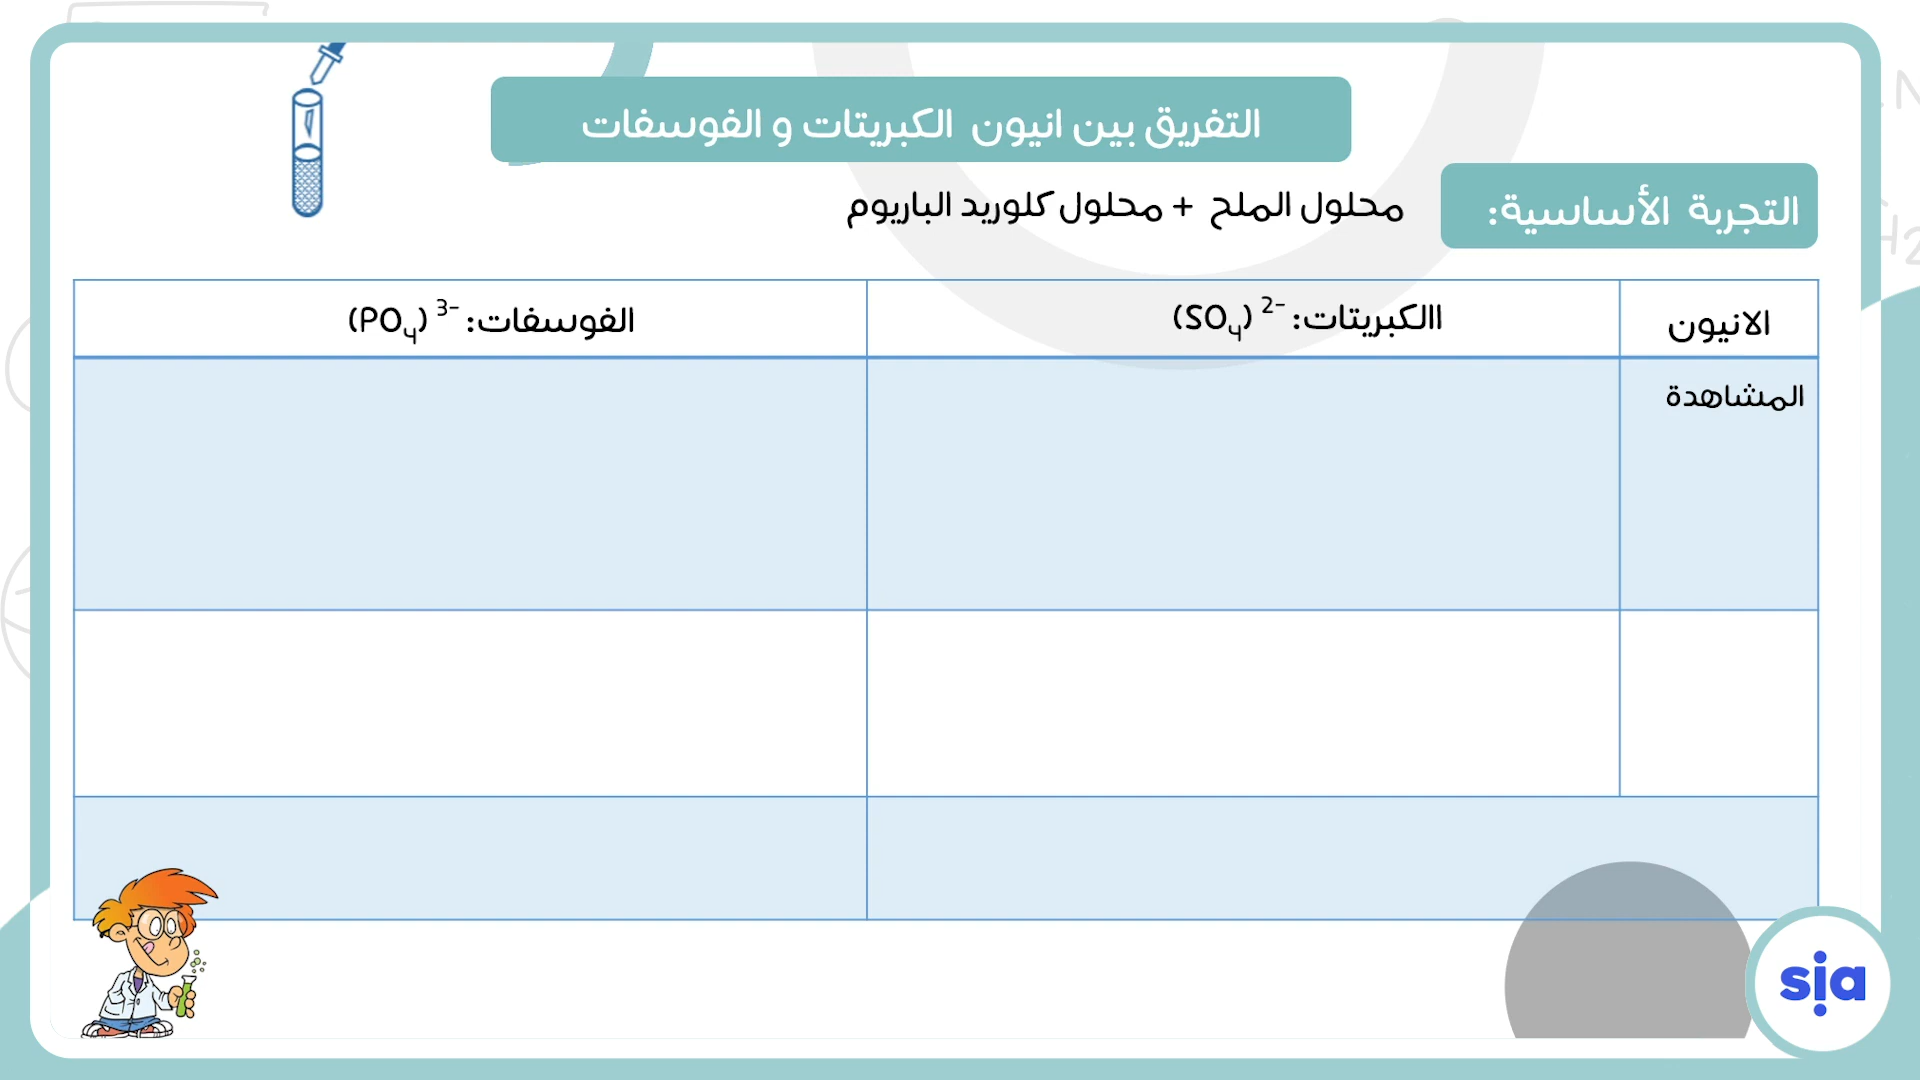 التفريق بين انيون الكبريتات و الفوسفات
التجربة الأساسية:
محلول الملح + محلول كلوريد الباريوم
الانيون
االكبريتات: (SO₄) ²⁻
الفوسفات: (PO₄) ³⁻
المشاهدة
sia